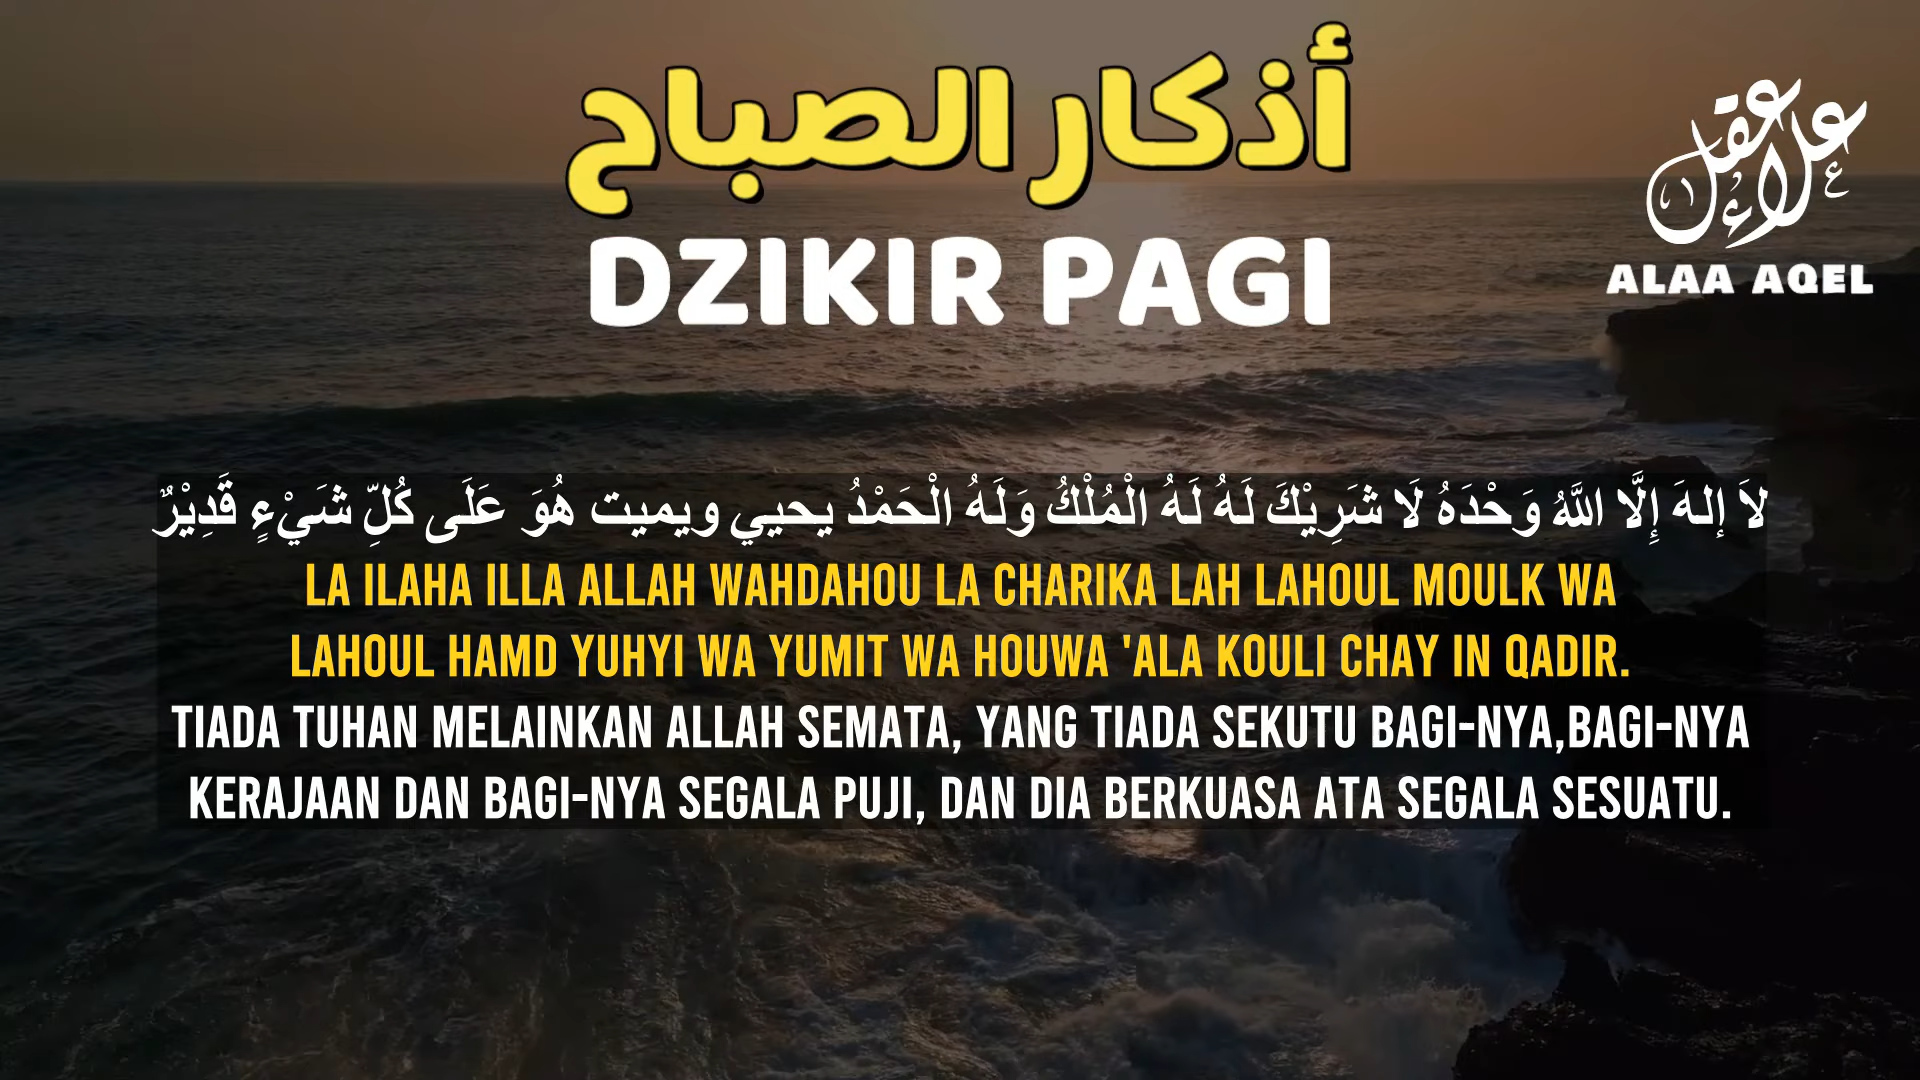 أذكار الصباح
DZIKIR PAGI
علاء عقل
ALAA AQEL
لاَ إلهَ إِلَّا اللَّهُ وَحْدَهُ لَا شَرِيْكَ لَهُ لَهُ الْمُلْكُ وَلَهُ الْحَمْدُ يحيي ويميت هُوَ عَلَى كُلِّ شَيْءٍ قَدِيْرٌ
LA ILAHA ILLA ALLAH WAHDAHOU LA CHARIKA LAH LAHOUL MOULK WA
LAHOUL HAMD YUHYI WA YUMIT WA HOUWA 'ALA KOULI CHAY IN QADIR.
TIADA TUHAN MELAINKAN ALLAH SEMATA, YANG TIADA SEKUTU BAGI-NYA,BAGI-NYA
KERAJAAN DAN BAGI-NYA SEGALA PUJI, DAN DIA BERKUASA ATA SEGALA SESUATU.